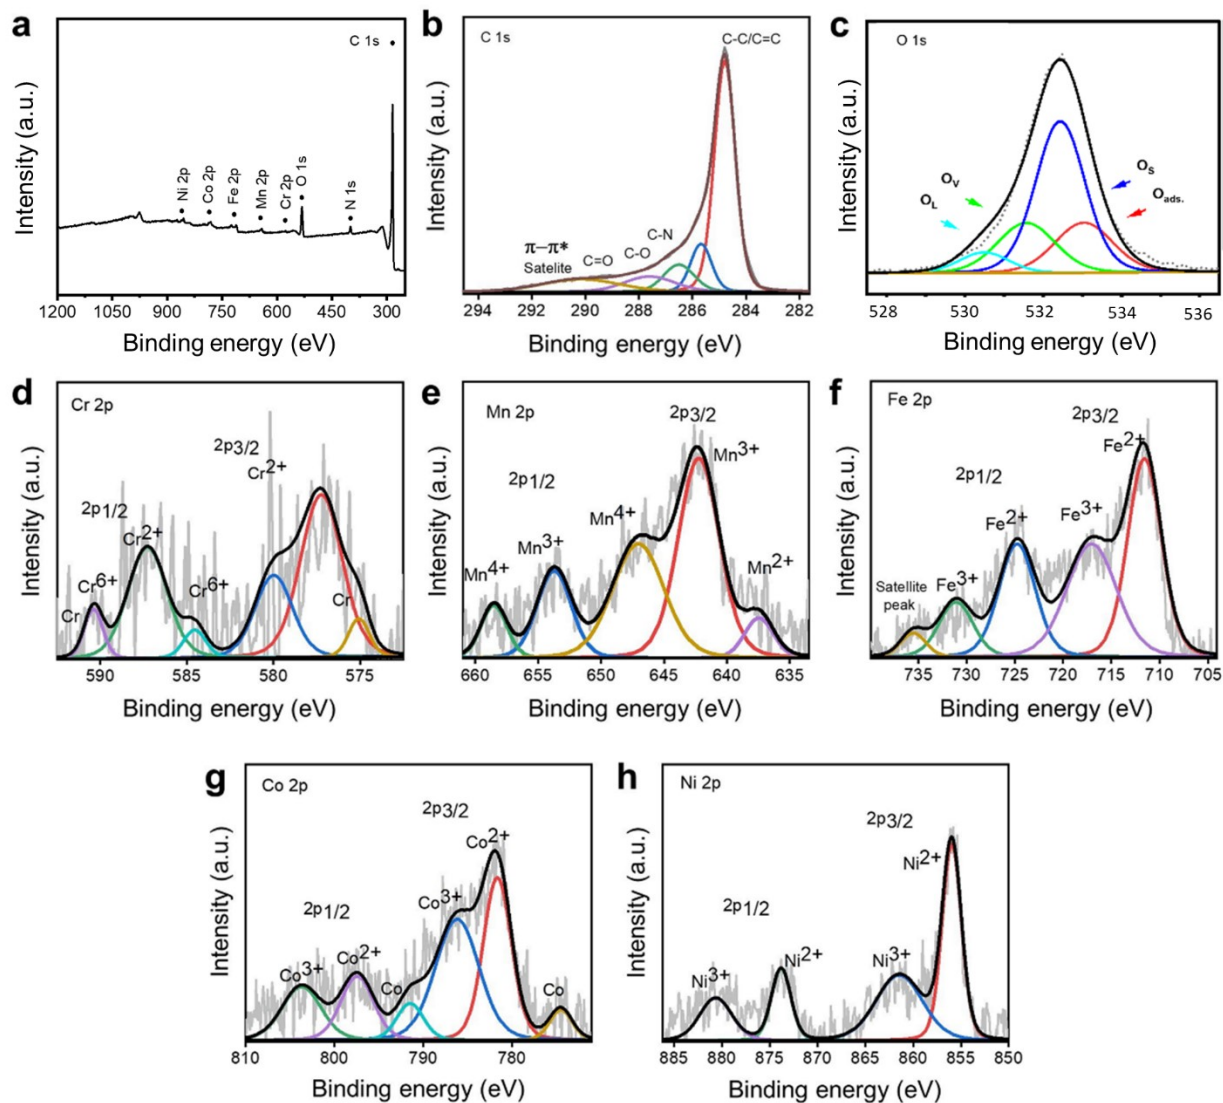 a
C 1s
Ni 2p
Co 2p
Fe 2p
Mn 2p
Cr 2p
O 1s
N 1s
Intensity (a.u.)
1200 1050 900 750 600 450 300
Binding energy (eV)
b
C 1s
C-C/C=C
C-N
C-O
C=O
π–π*
Satelite
Intensity (a.u.)
294 292 290 288 286 284 282
Binding energy (eV)
c
O 1s
OL
OV
OS
Oads.
Intensity (a.u.)
528 530 532 534 536
Binding energy (eV)
d
Cr 2p
2p3/2
Cr2+
2p1/2
Cr2+
Cr6+
Cr6+
Cr
Cr
Intensity (a.u.)
590 585 580 575
Binding energy (eV)
e
Mn 2p
2p3/2
Mn3+
2p1/2
Mn4+
Mn3+
Mn4+
Mn2+
Intensity (a.u.)
660 655 650 645 640 635
Binding energy (eV)
f
Fe 2p
2p3/2
Fe2+
2p1/2
Fe3+
Fe2+
Satellite
peak
Fe3+
Intensity (a.u.)
735 730 725 720 715 710 705
Binding energy (eV)
g
Co 2p
2p3/2
Co2+
Co3+
2p1/2
Co3+
Co2+
Co
Co
Intensity (a.u.)
810 800 790 780
Binding energy (eV)
h
Ni 2p
2p3/2
Ni2+
2p1/2
Ni3+
Ni2+
Ni3+
Intensity (a.u.)
885 880 875 870 865 860 855 850
Binding energy (eV)